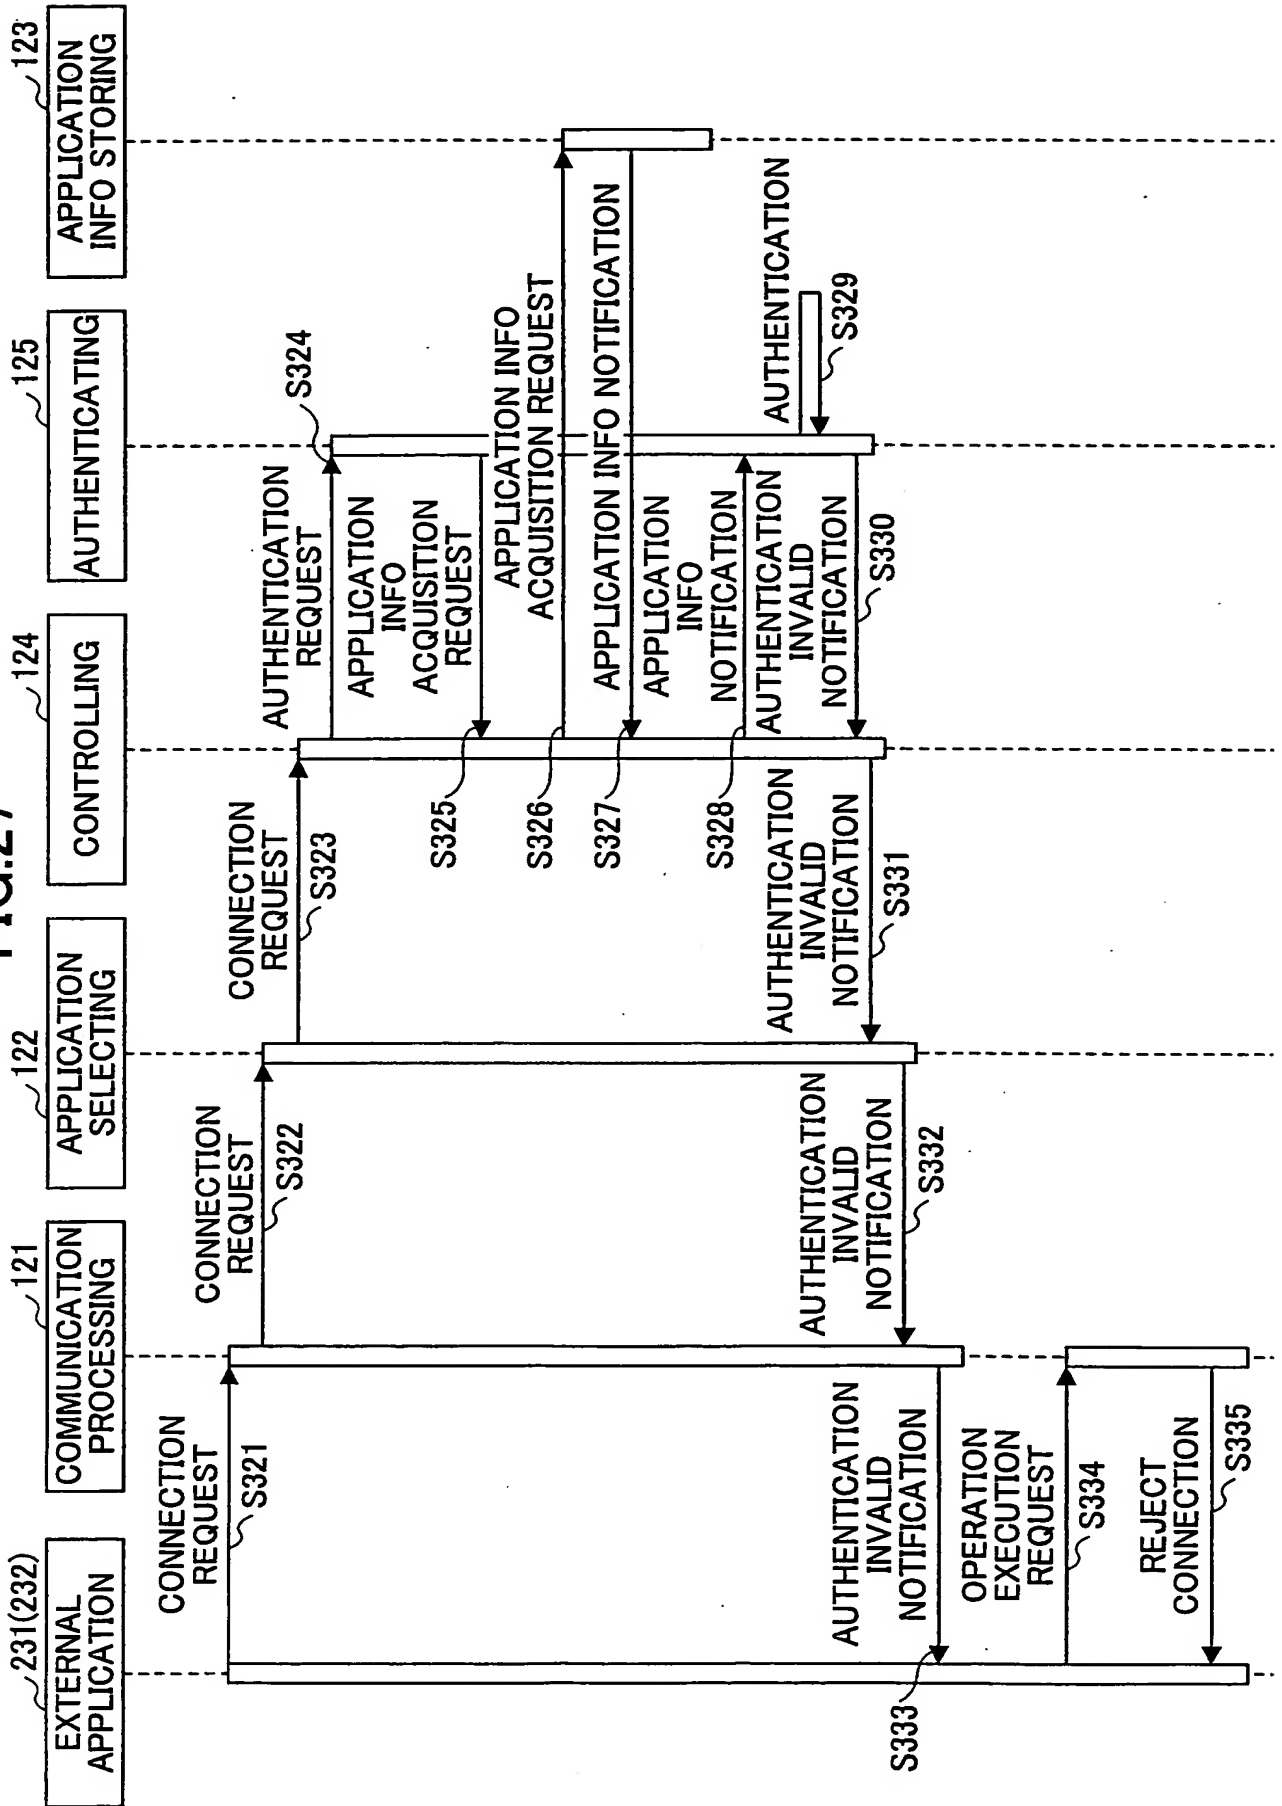 FIG.27
231(232)
EXTERNAL
APPLICATION
121
COMMUNICATION
PROCESSING
122
APPLICATION
SELECTING
124
CONTROLLING
125
AUTHENTICATING
123
APPLICATION
INFO STORING
CONNECTION
REQUEST
S321
CONNECTION
REQUEST
S322
CONNECTION
REQUEST
S323
AUTHENTICATION
REQUEST
S324
APPLICATION
INFO
ACQUISITION
REQUEST
S325
APPLICATION INFO
ACQUISITION REQUEST
S326
APPLICATION INFO NOTIFICATION
S327
APPLICATION
INFO
NOTIFICATION
S328
AUTHENTICATION
S329
AUTHENTICATION
INVALID
NOTIFICATION
S330
AUTHENTICATION
INVALID
NOTIFICATION
S331
AUTHENTICATION
INVALID
NOTIFICATION
S332
AUTHENTICATION
INVALID
NOTIFICATION
S333
OPERATION
EXECUTION
REQUEST
S334
REJECT
CONNECTION
S335